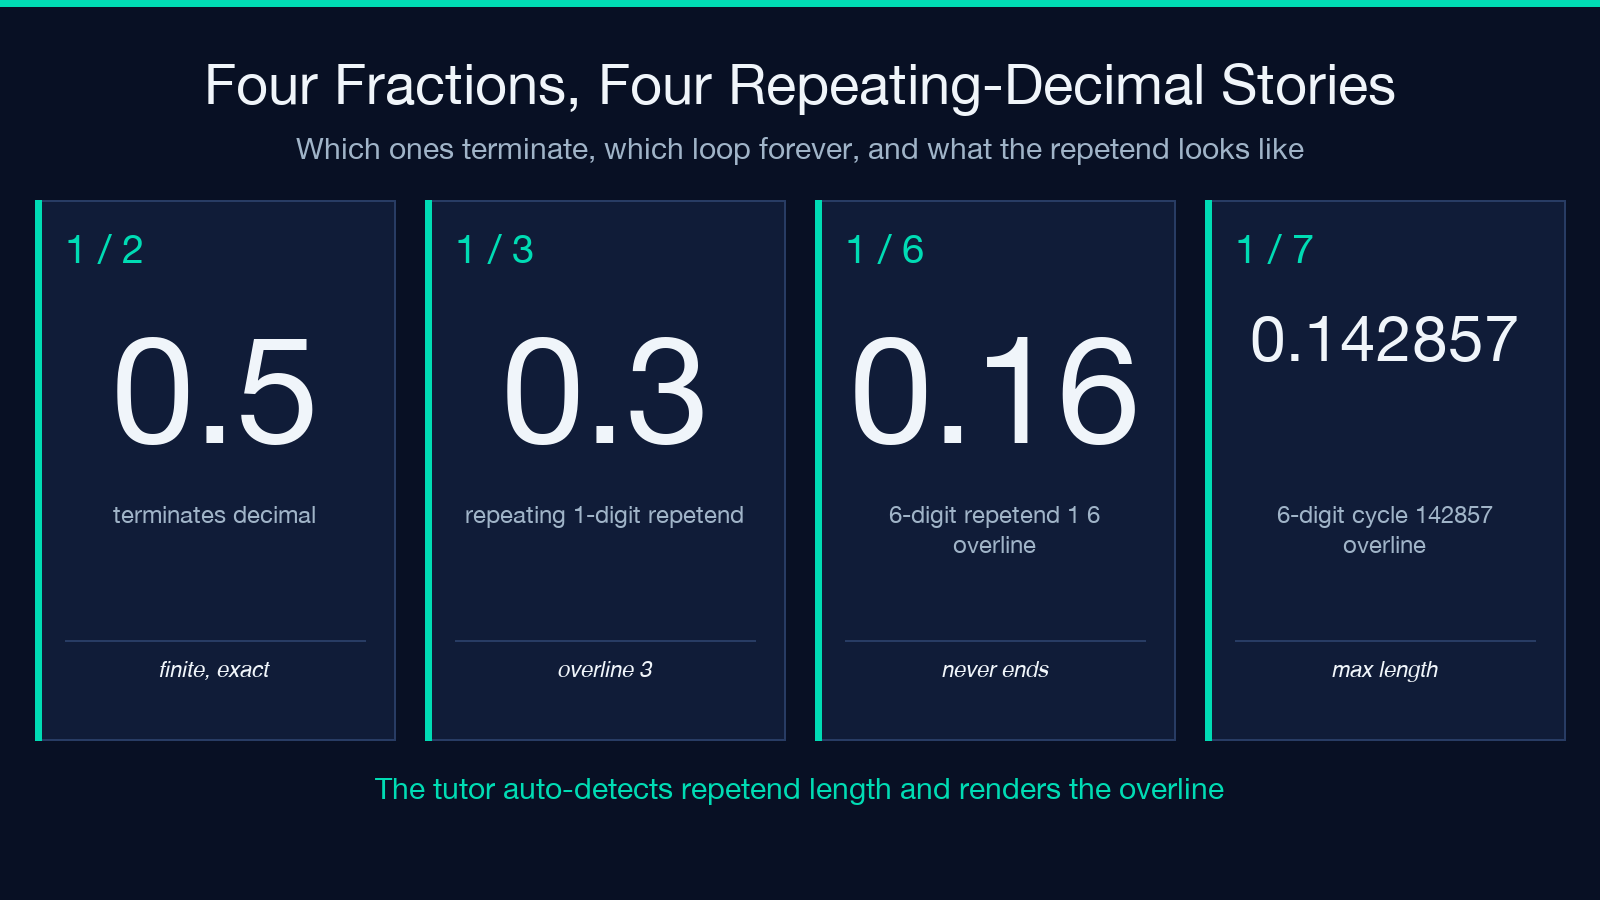 Four Fractions, Four Repeating-Decimal Stories
Which ones terminate, which loop forever, and what the repetend looks like
1 / 2
0.5
terminates decimal
finite, exact
1 / 3
0.3
repeating 1-digit repetend
overline 3
1 / 6
0.16
6-digit repetend 1 6
overline
never ends
1 / 7
0.142857
6-digit cycle 142857
overline
max length
The tutor auto-detects repetend length and renders the overline